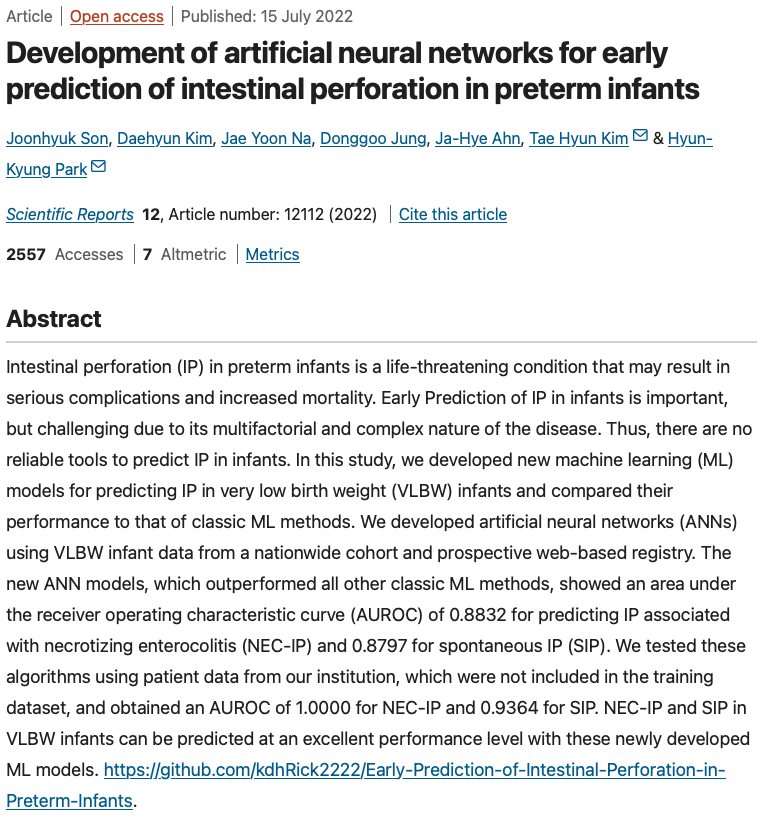 Article | Open access | Published: 15 July 2022
Development of artificial neural networks for early
prediction of intestinal perforation in preterm infants
Joonhyuk Son, Daehyun Kim, Jae Yoon Na, Donggoo Jung, Ja-Hye Ahn, Tae Hyun Kim & Hyun-
Kyung Park
Scientific Reports 12, Article number: 12112 (2022) | Cite this article
2557 Accesses | 7 Altmetric | Metrics
Abstract
Intestinal perforation (IP) in preterm infants is a life-threatening condition that may result in
serious complications and increased mortality. Early Prediction of IP in infants is important,
but challenging due to its multifactorial and complex nature of the disease. Thus, there are no
reliable tools to predict IP in infants. In this study, we developed new machine learning (ML)
models for predicting IP in very low birth weight (VLBW) infants and compared their
performance to that of classic ML methods. We developed artificial neural networks (ANNs)
using VLBW infant data from a nationwide cohort and prospective web-based registry. The
new ANN models, which outperformed all other classic ML methods, showed an area under
the receiver operating characteristic curve (AUROC) of 0.8832 for predicting IP associated
with necrotizing enterocolitis (NEC-IP) and 0.8797 for spontaneous IP (SIP). We tested these
algorithms using patient data from our institution, which were not included in the training
dataset, and obtained an AUROC of 1.0000 for NEC-IP and 0.9364 for SIP. NEC-IP and SIP in
VLBW infants can be predicted at an excellent performance level with these newly developed
ML models. https://github.com/kdhRick2222/Early-Prediction-of-Intestinal-Perforation-in-
Preterm-Infants.